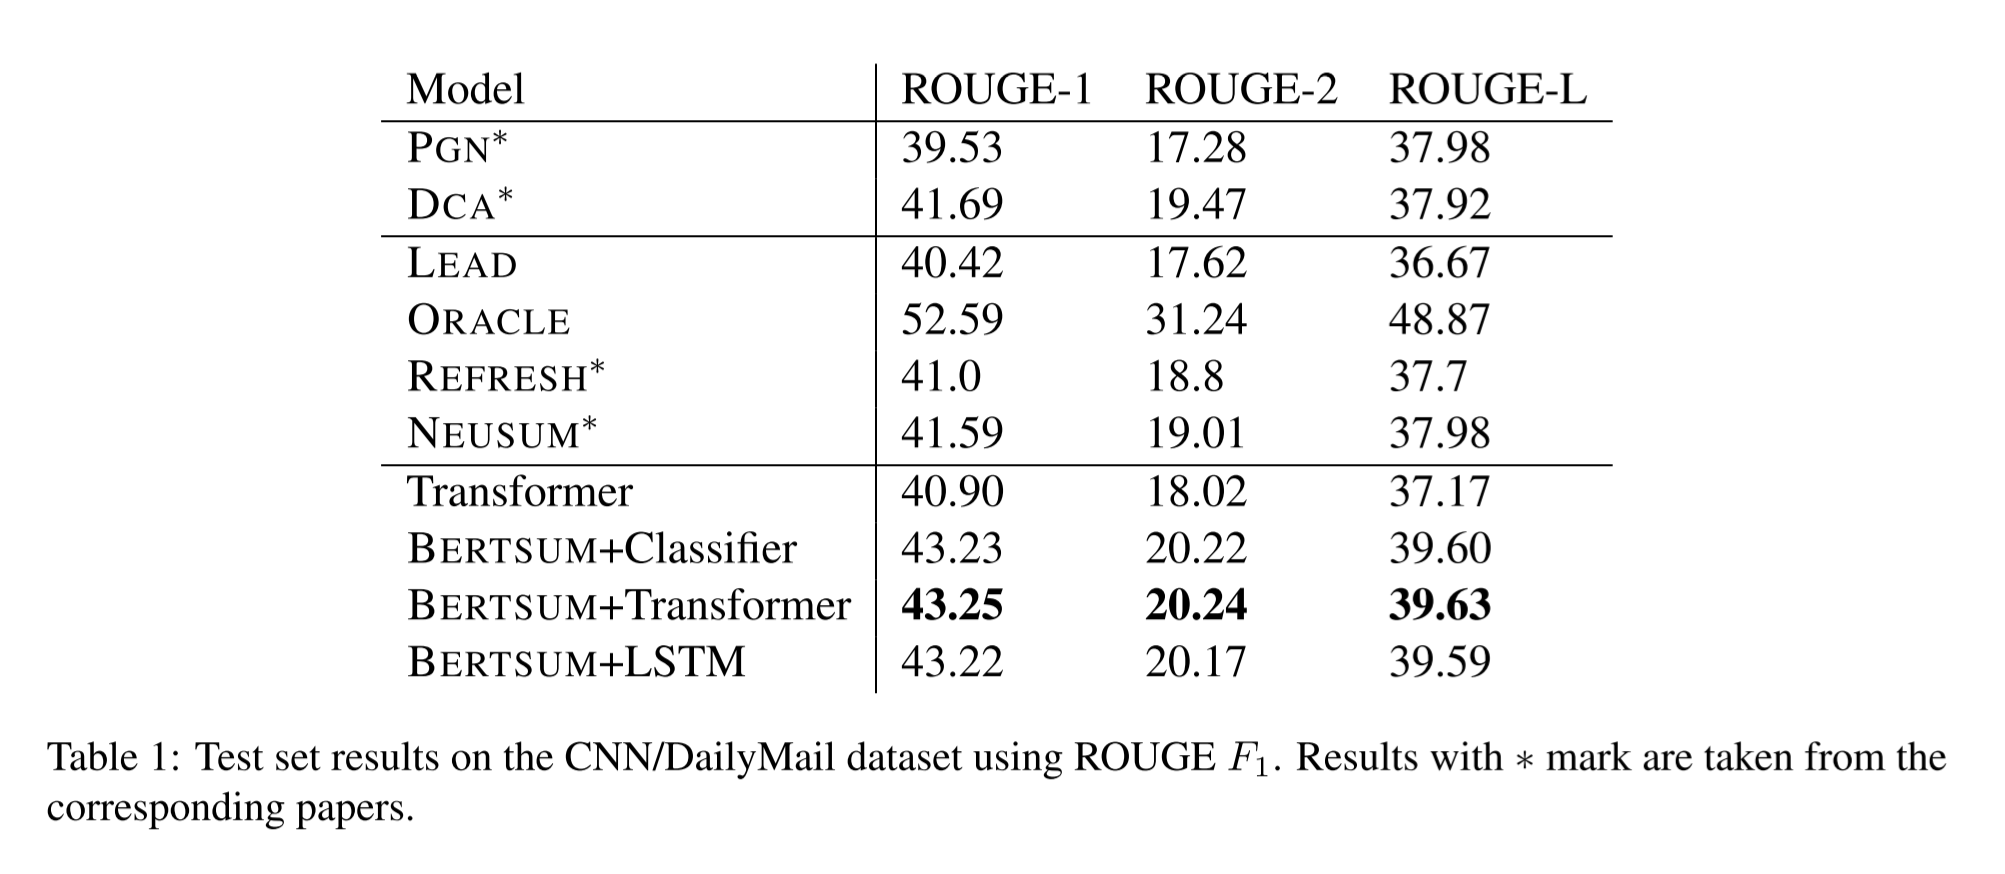 Model ROUGE-1 ROUGE-2 ROUGE-L
PGN* 39.53 17.28 37.98
DCA* 41.69 19.47 37.92
LEAD 40.42 17.62 36.67
ORACLE 52.59 31.24 48.87
REFRESH* 41.0 18.8 37.7
NEUSUM* 41.59 19.01 37.98
Transformer 40.90 18.02 37.17
BERTSUM+Classifier 43.23 20.22 39.60
BERTSUM+Transformer 43.25 20.24 39.63
BERTSUM+LSTM 43.22 20.17 39.59
Table 1: Test set results on the CNN/DailyMail dataset using ROUGE F₁. Results with * mark are taken from the
corresponding papers.